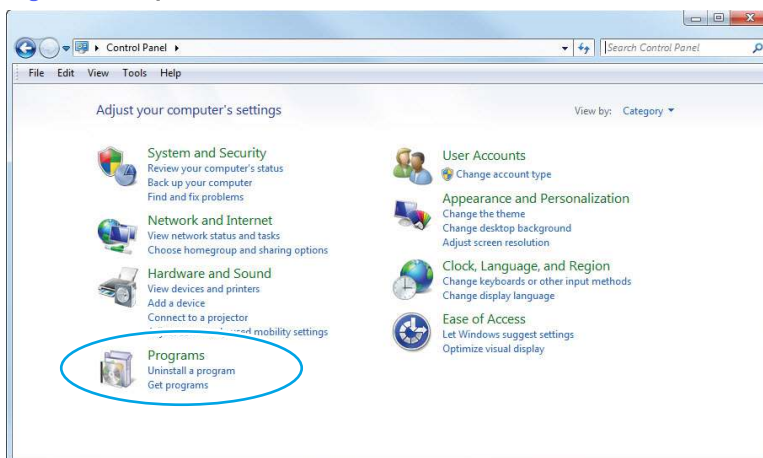 Control Panel
Search Control Panel
File Edit View Tools Help
Adjust your computer's settings
View by: Category
System and Security
Review your computer's status
Back up your computer
Find and fix problems
Network and Internet
View network status and tasks
Choose homegroup and sharing options
Hardware and Sound
View devices and printers
Add a device
Connect to a projector
mobility settings
Programs
Uninstall a program
Get programs
User Accounts
Change account type
Appearance and Personalization
Change the theme
Change desktop background
Adjust screen resolution
Clock, Language, and Region
Change keyboards or other input methods
Change display language
Ease of Access
Let Windows suggest settings
Optimize visual display